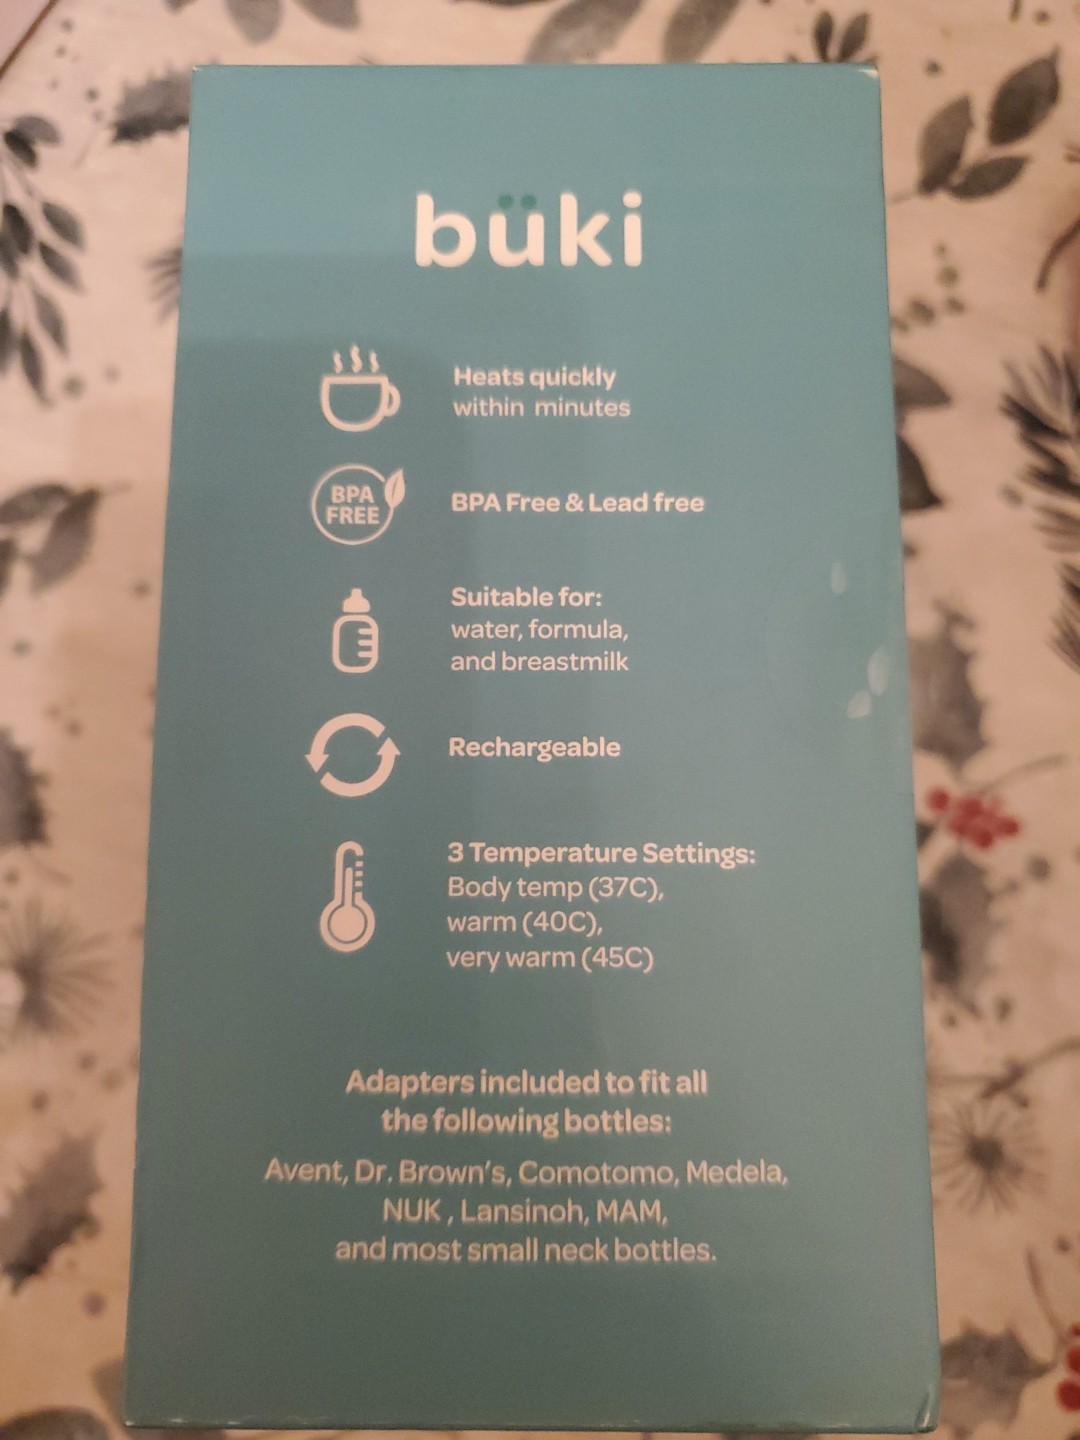 büki
Heats quickly
within minutes
BPA
FREE
BPA Free & Lead free
Suitable for:
water, formula,
and breastmilk
Rechargeable
3 Temperature Settings:
Body temp (37C),
warm (40C),
very warm (45C)
Adapters included to fit all
the following bottles:
Avent, Dr. Brown's, Comotomo, Medela,
NUK , Lansinoh, MAM,
and most small neck bottles.